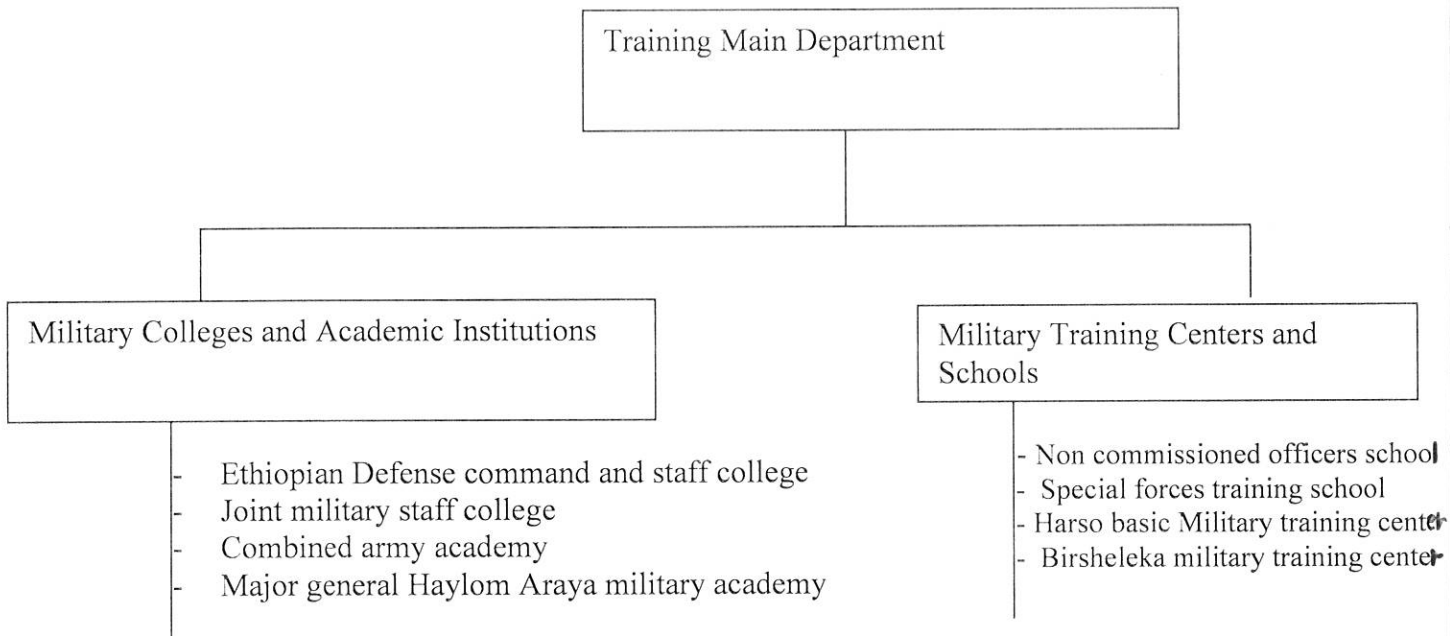 Training Main Department
Military Colleges and Academic Institutions
- Ethiopian Defense command and staff college
- Joint military staff college
- Combined army academy
- Major general Haylom Araya military academy
Military Training Centers and
Schools
- Non commissioned officers school
- Special forces training school
- Harso basic Military training center
- Birsheleka military training center